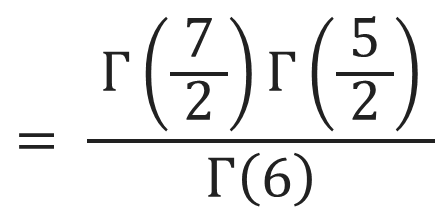 = Γ(7/2) Γ(5/2) / Γ(6)